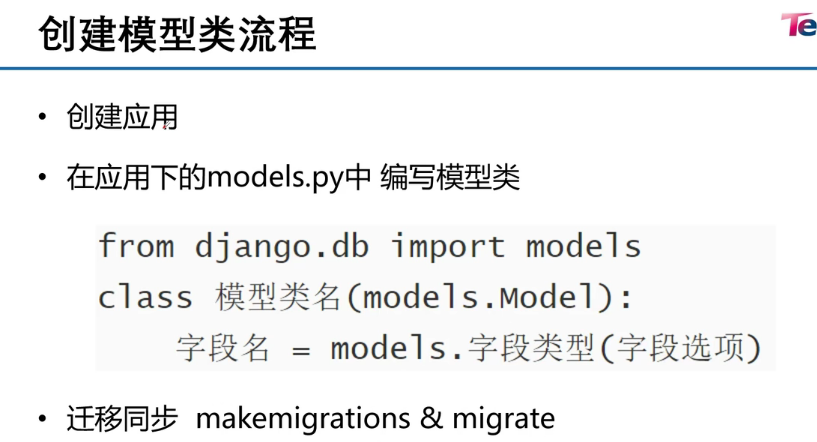 创建模型类流程
Te
• 创建应用
• 在应用下的models.py中 编写模型类
from django.db import models
class 模型类名(models.Model):
    字段名 = models.字段类型(字段选项)
• 迁移同步 makemigrations & migrate